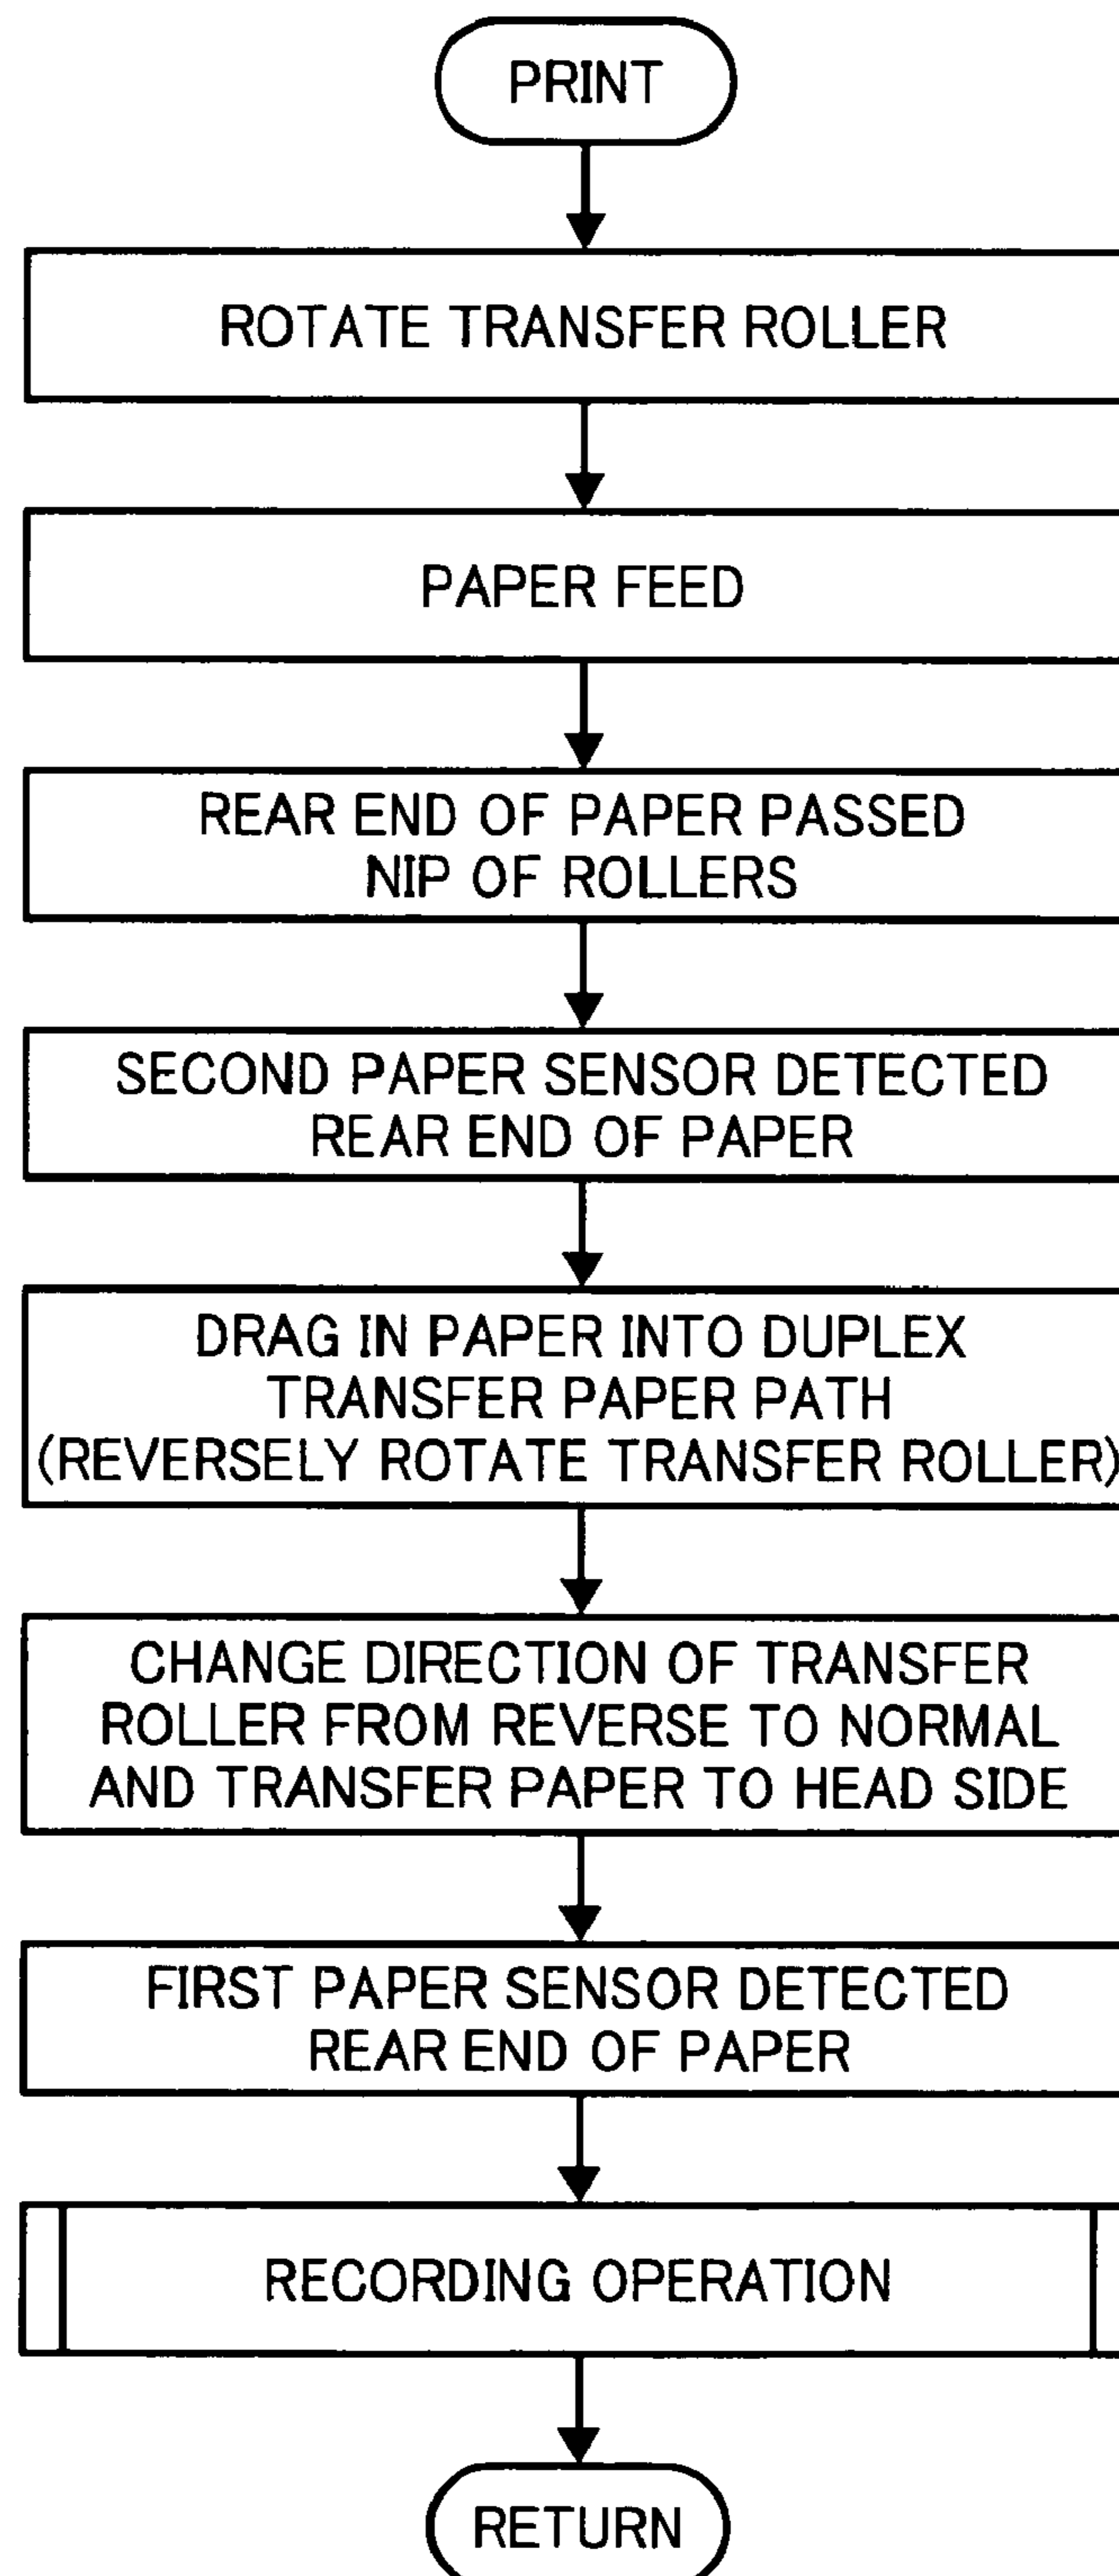 PRINT
ROTATE TRANSFER ROLLER
PAPER FEED
REAR END OF PAPER PASSED
NIP OF ROLLERS
SECOND PAPER SENSOR DETECTED
REAR END OF PAPER
DRAG IN PAPER INTO DUPLEX
TRANSFER PAPER PATH
(REVERSELY ROTATE TRANSFER ROLLER)
CHANGE DIRECTION OF TRANSFER
ROLLER FROM REVERSE TO NORMAL
AND TRANSFER PAPER TO HEAD SIDE
FIRST PAPER SENSOR DETECTED
REAR END OF PAPER
RECORDING OPERATION
RETURN